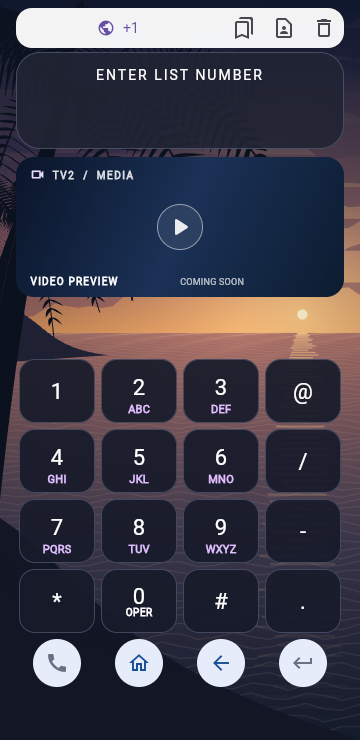 +1
ENTER LIST NUMBER
TV2 / MEDIA
VIDEO PREVIEW
COMING SOON
1
2
ABC
3
DEF
@
4
GHI
5
JKL
6
MNO
/
7
PQRS
8
TUV
9
WXYZ
-
*
0
OPER
#
.